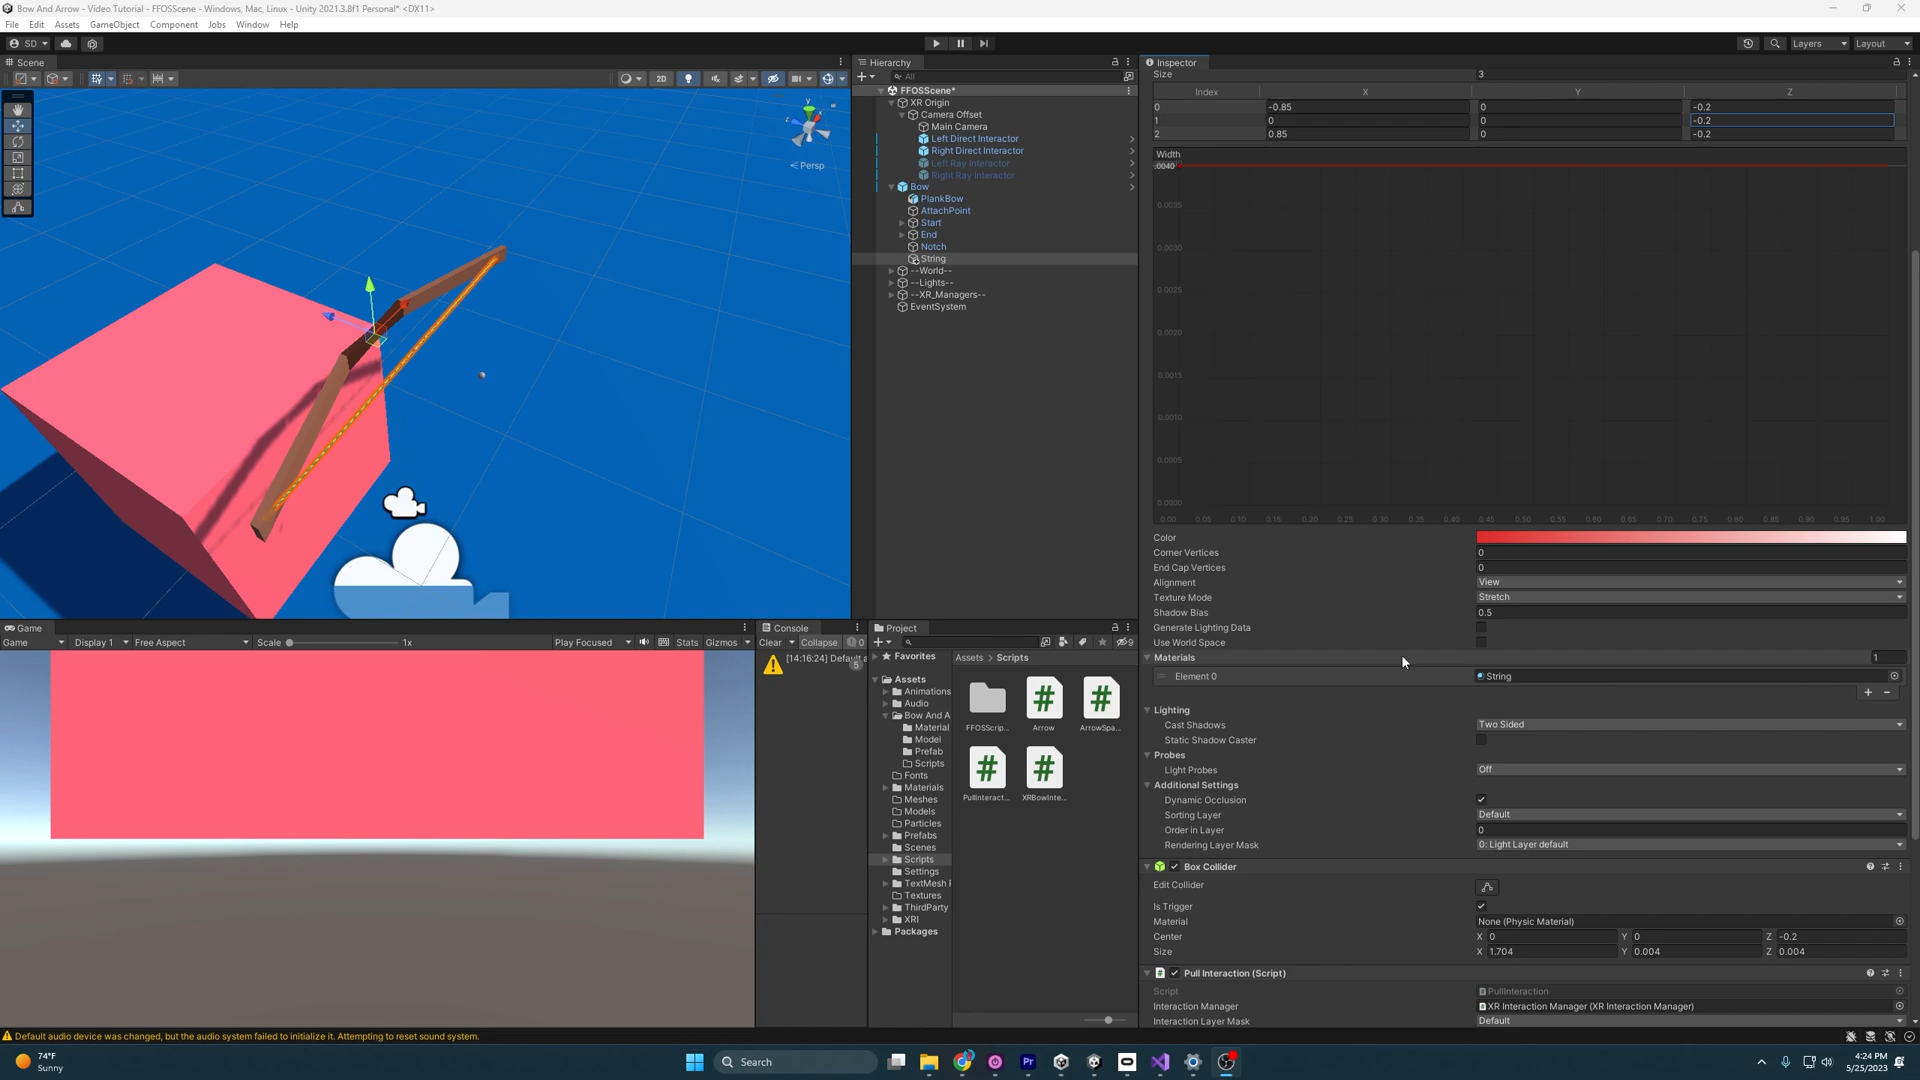 Bow And Arrow - Video Tutorial - FFOSScene - Windows, Mac, Linux - Unity 2021.3.8f1 Personal* <DX11>
File Edit Assets GameObject Component Jobs Window Help
SD Layers Layout
Scene
2D
y
z
Persp
Hierarchy
All
FFOSScene*
XR Origin
Camera Offset
Main Camera
Left Direct Interactor
Right Direct Interactor
Left Ray Interactor
Right Ray Interactor
Bow
PlankBow
AttachPoint
Start
End
Notch
String
--World--
--Lights--
--XR_Managers--
EventSystem
Inspector
Size 3
Index X Y Z
0 -0.85 0 -0.2
1 0 0 -0.2
2 0.85 0 -0.2
Width
.0040
0.0035
0.0030
0.0025
0.0020
0.0015
0.0010
0.0005
0.0000
0.00 0.05 0.10 0.15 0.20 0.25 0.30 0.35 0.40 0.45 0.50 0.55 0.60 0.65 0.70 0.75 0.80 0.85 0.90 0.95 1.00
Color
Corner Vertices 0
End Cap Vertices 0
Alignment View
Texture Mode Stretch
Shadow Bias 0.5
Generate Lighting Data
Use World Space
Materials 1
Element 0 String
Lighting
Cast Shadows Two Sided
Static Shadow Caster
Probes
Light Probes Off
Additional Settings
Dynamic Occlusion
Sorting Layer Default
Order in Layer 0
Rendering Layer Mask 0: Light Layer default
Box Collider
Edit Collider
Is Trigger
Material None (Physic Material)
Center X 0 Y 0 Z -0.2
Size X 1.704 Y 0.004 Z 0.004
Pull Interaction (Script)
Script PullInteraction
Interaction Manager XR Interaction Manager (XR Interaction Manager)
Interaction Layer Mask Default
Game
Game Display 1 Free Aspect Scale 1x Play Focused Stats Gizmos
Console
Clear Collapse 0
[14:16:24] Default a
5
Project
9
Favorites
Assets
Animations
Audio
Bow And A
Material
Model
Prefab
Scripts
Fonts
Materials
Meshes
Models
Particles
Prefabs
Scenes
Scripts
Settings
TextMesh
Textures
ThirdParty
XRI
Packages
Assets > Scripts
FFOSScrip... Arrow ArrowSpa...
PullInteract... XRBowInte...
Default audio device was changed, but the audio system failed to initialize it. Attempting to reset sound system.
74°F
Sunny
Search
Pr
4:24 PM
5/25/2023